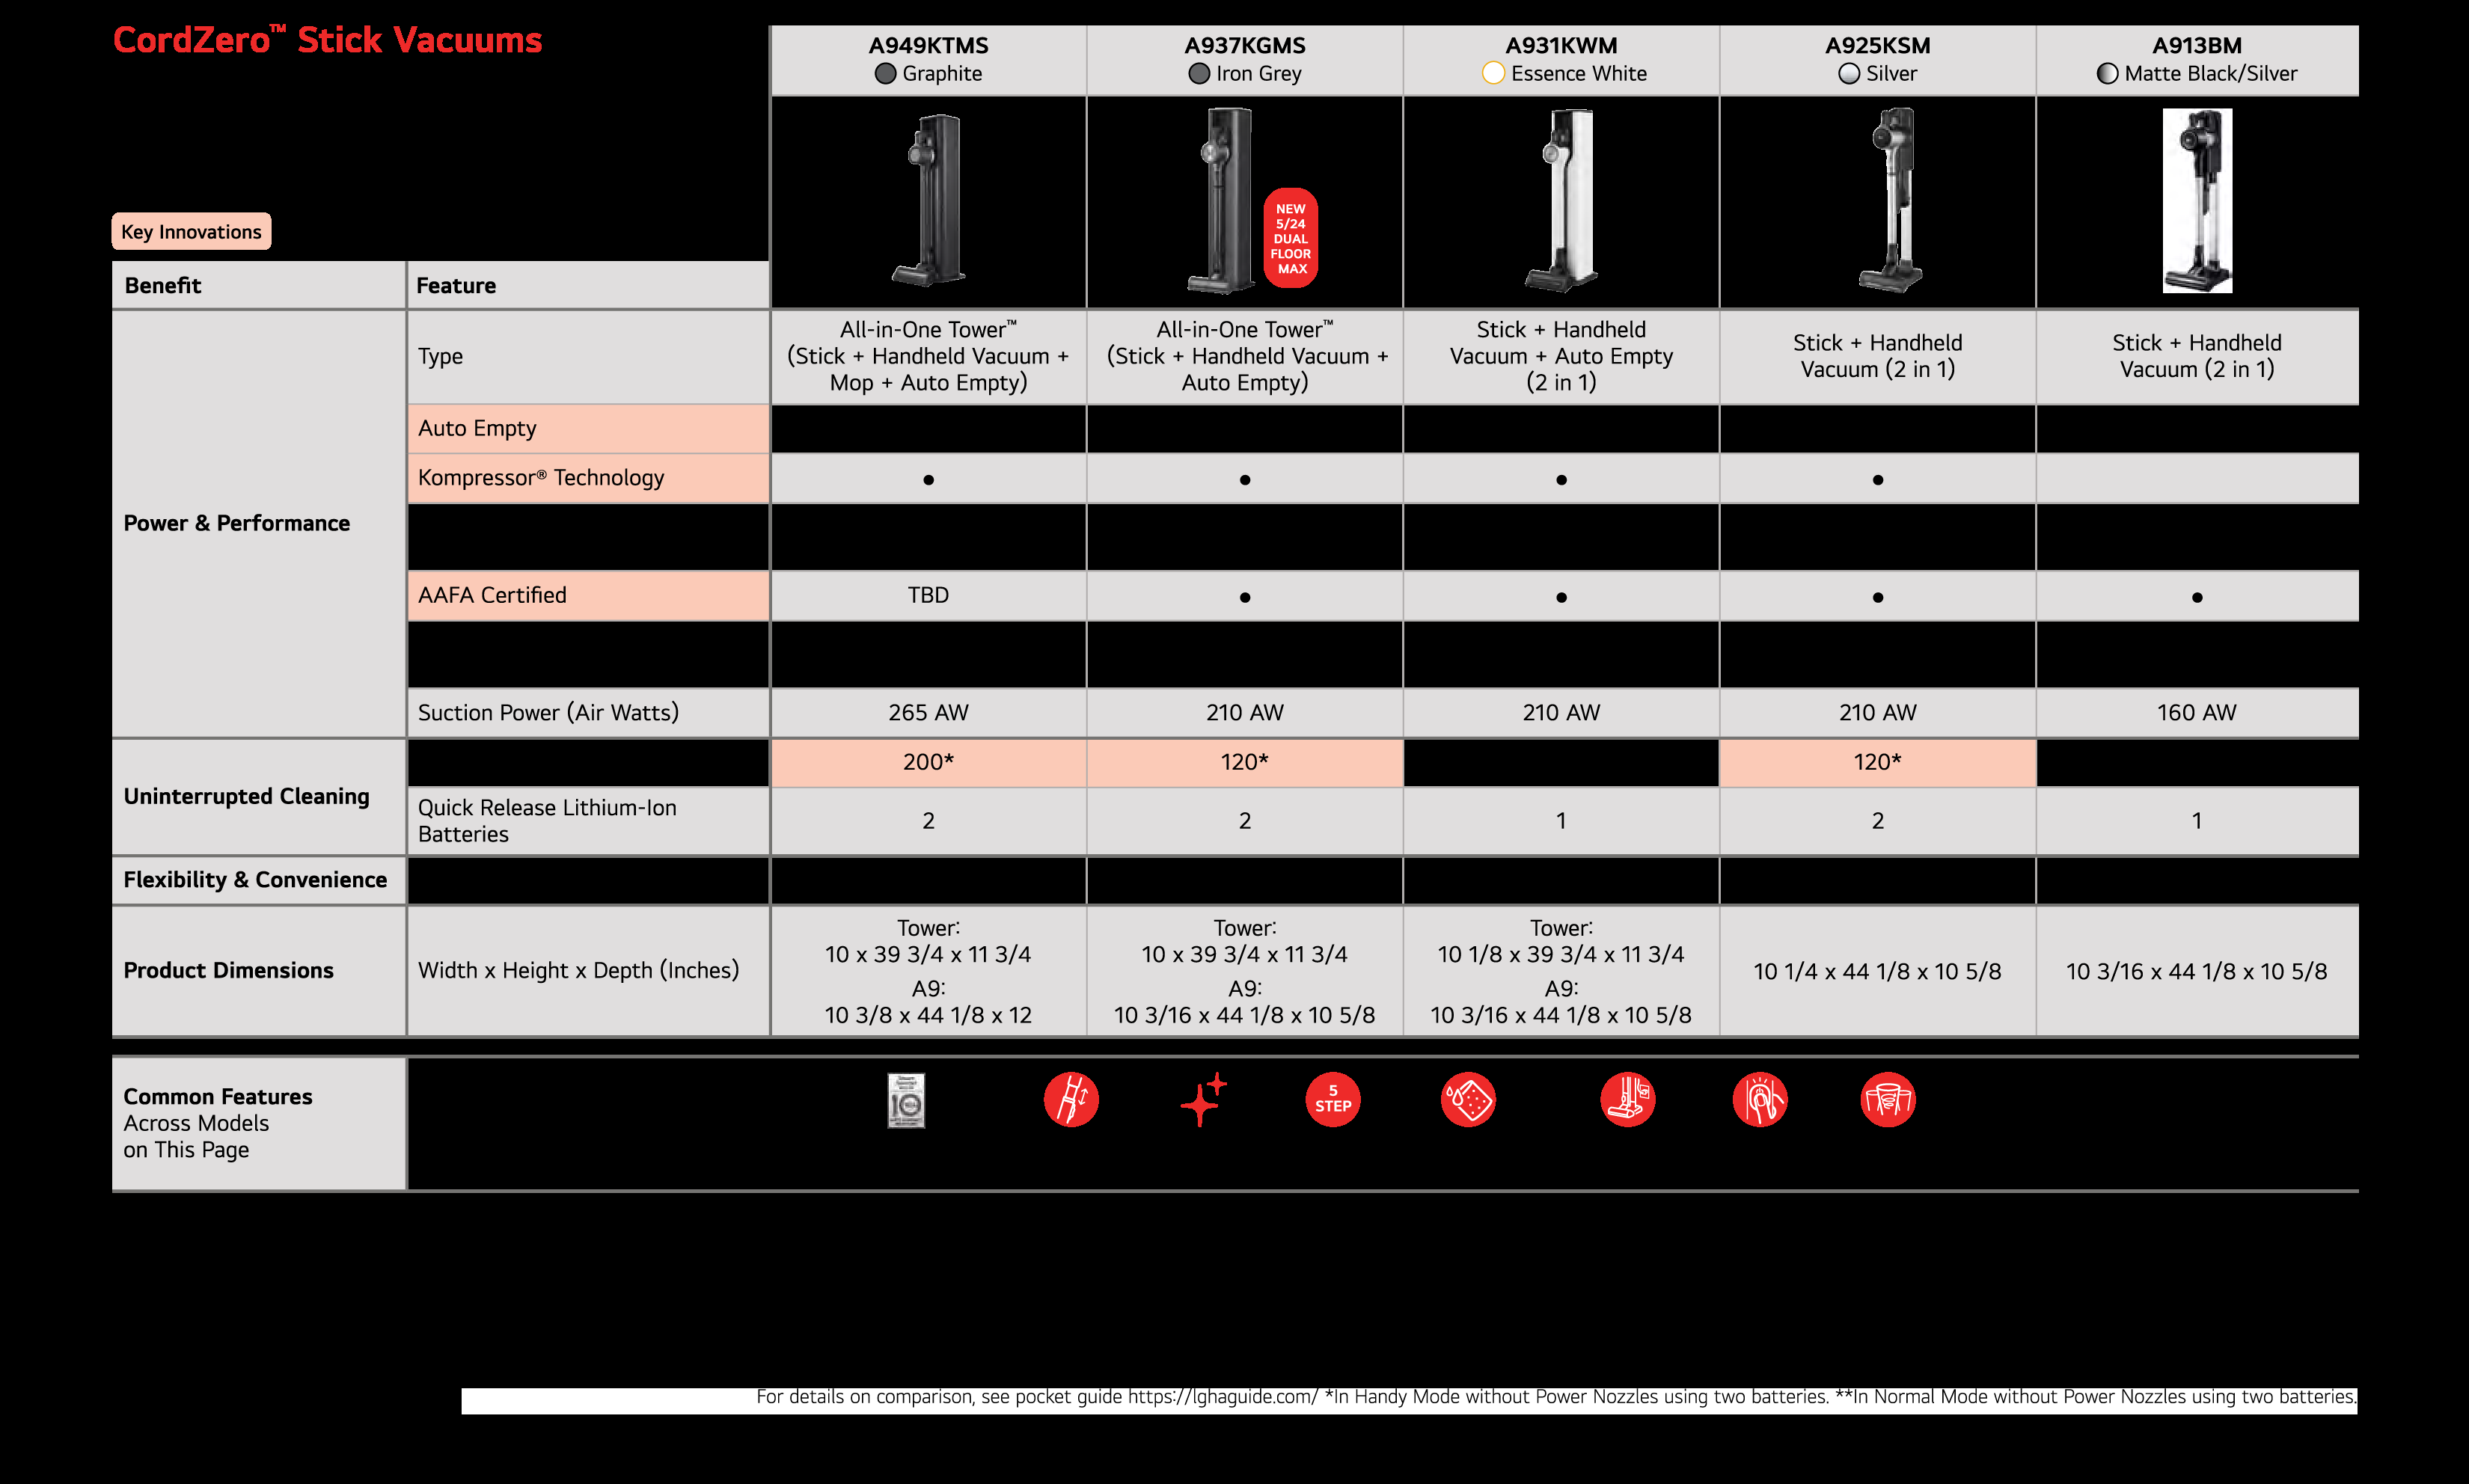 CordZero™ Stick Vacuums
A949KTMS
Graphite
A937KGMS
Iron Grey
A931KWM
Essence White
A925KSM
Silver
A913BM
Matte Black/Silver
NEW
5/24
DUAL
FLOOR
MAX
Key Innovations
Benefit
Feature
Power & Performance
Type
All-in-One Tower™
(Stick + Handheld Vacuum +
Mop + Auto Empty)
All-in-One Tower™
(Stick + Handheld Vacuum +
Auto Empty)
Stick + Handheld
Vacuum + Auto Empty
(2 in 1)
Stick + Handheld
Vacuum (2 in 1)
Stick + Handheld
Vacuum (2 in 1)
Auto Empty
Kompressor® Technology
• • • •
AAFA Certified
TBD • • • •
Suction Power (Air Watts)
265 AW
210 AW
210 AW
210 AW
160 AW
Uninterrupted Cleaning
200*
120*
120*
Quick Release Lithium-Ion
Batteries
2
2
1
2
1
Flexibility & Convenience
Product Dimensions
Width x Height x Depth (Inches)
Tower:
10 x 39 3/4 x 11 3/4
A9:
10 3/8 x 44 1/8 x 12
Tower:
10 x 39 3/4 x 11 3/4
A9:
10 3/16 x 44 1/8 x 10 5/8
Tower:
10 1/8 x 39 3/4 x 11 3/4
A9:
10 3/16 x 44 1/8 x 10 5/8
10 1/4 x 44 1/8 x 10 5/8
10 3/16 x 44 1/8 x 10 5/8
Common Features
Across Models
on This Page
10
5
STEP
For details on comparison, see pocket guide https://lghaguide.com/ *In Handy Mode without Power Nozzles using two batteries. **In Normal Mode without Power Nozzles using two batteries.